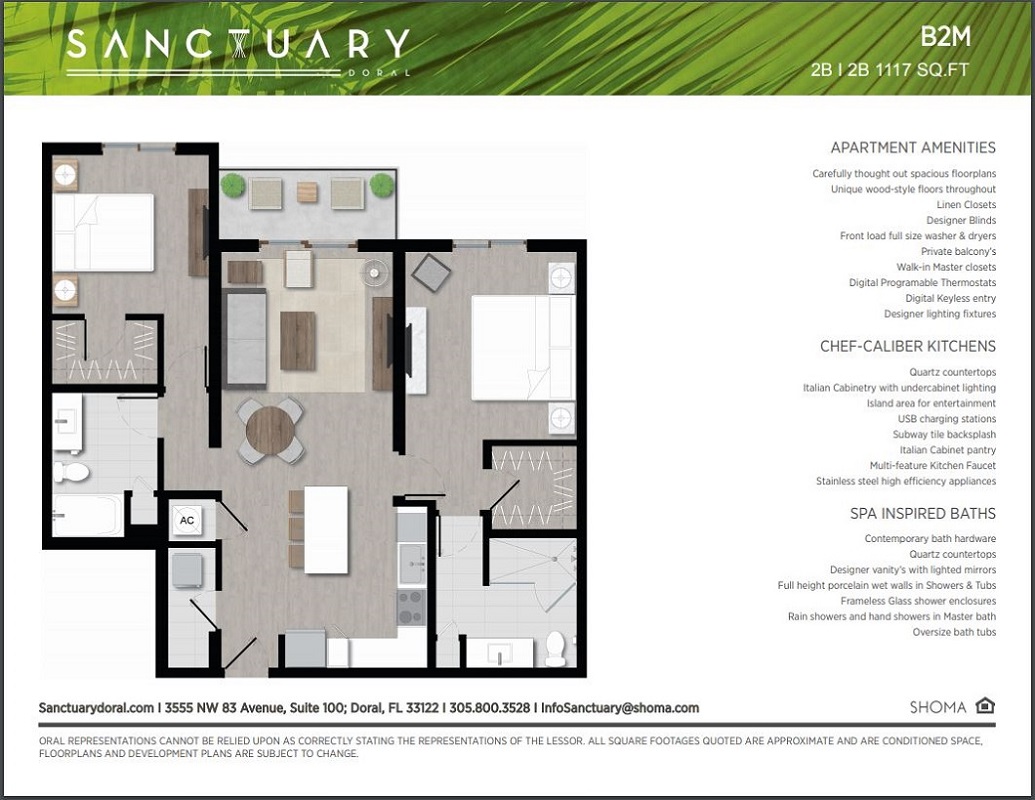 SANCTUARY
DORAL
B2M
2B I 2B 1117 SQ.FT
APARTMENT AMENITIES
Carefully thought out spacious floorplans
Unique wood-style floors throughout
Linen Closets
Designer Blinds
Front load full size washer & dryers
Private balcony's
Walk-in Master closets
Digital Programable Thermostats
Digital Keyless entry
Designer lighting fixtures
CHEF-CALIBER KITCHENS
Quartz countertops
Italian Cabinetry with undercabinet lighting
Island area for entertainment
USB charging stations
Subway tile backsplash
Italian Cabinet pantry
Multi-feature Kitchen Faucet
Stainless steel high efficiency appliances
SPA INSPIRED BATHS
Contemporary bath hardware
Quartz countertops
Designer vanity's with lighted mirrors
Full height porcelain wet walls in Showers & Tubs
Frameless Glass shower enclosures
Rain showers and hand showers in Master bath
Oversize bath tubs
AC
Sanctuarydoral.com I 3555 NW 83 Avenue, Suite 100; Doral, FL 33122 I 305.800.3528 I InfoSanctuary@shoma.com
SHOMA
ORAL REPRESENTATIONS CANNOT BE RELIED UPON AS CORRECTLY STATING THE REPRESENTATIONS OF THE LESSOR. ALL SQUARE FOOTAGES QUOTED ARE APPROXIMATE AND ARE CONDITIONED SPACE,
FLOORPLANS AND DEVELOPMENT PLANS ARE SUBJECT TO CHANGE.